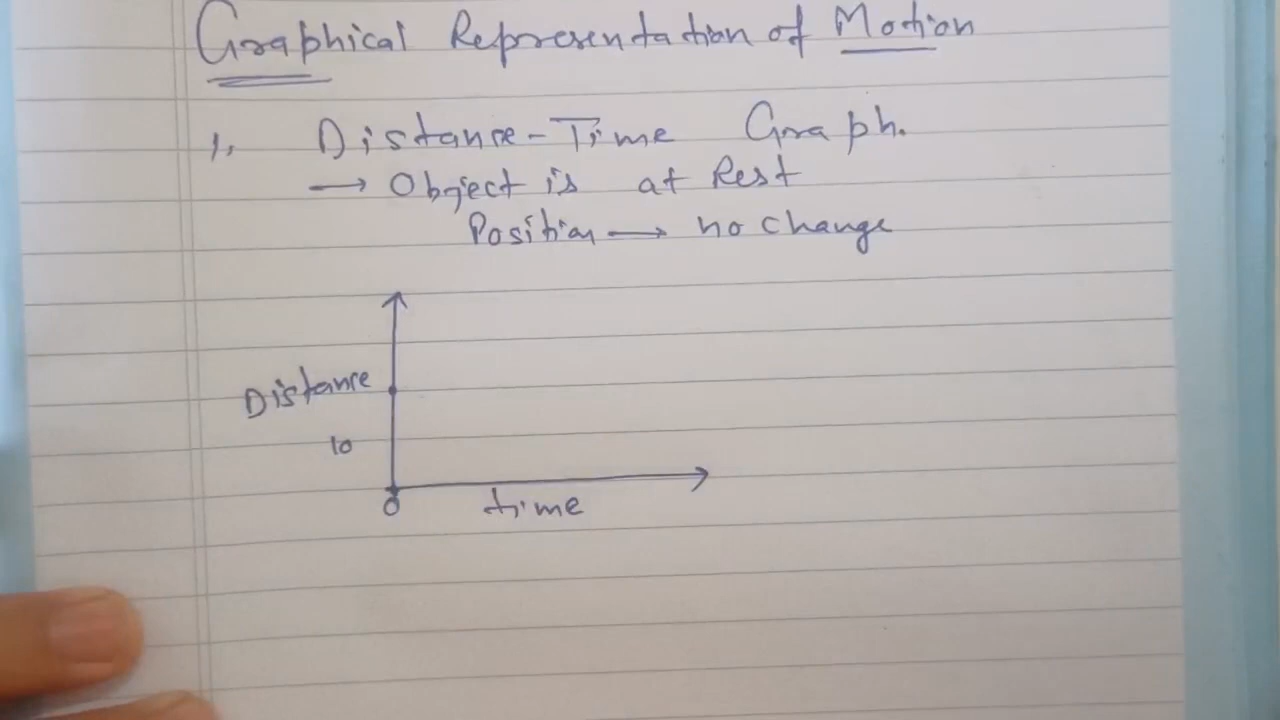 Graphical Representation of Motion
1. Distance-Time Graph.
→ Object is at Rest
Position → no change
Distance
10
0 time